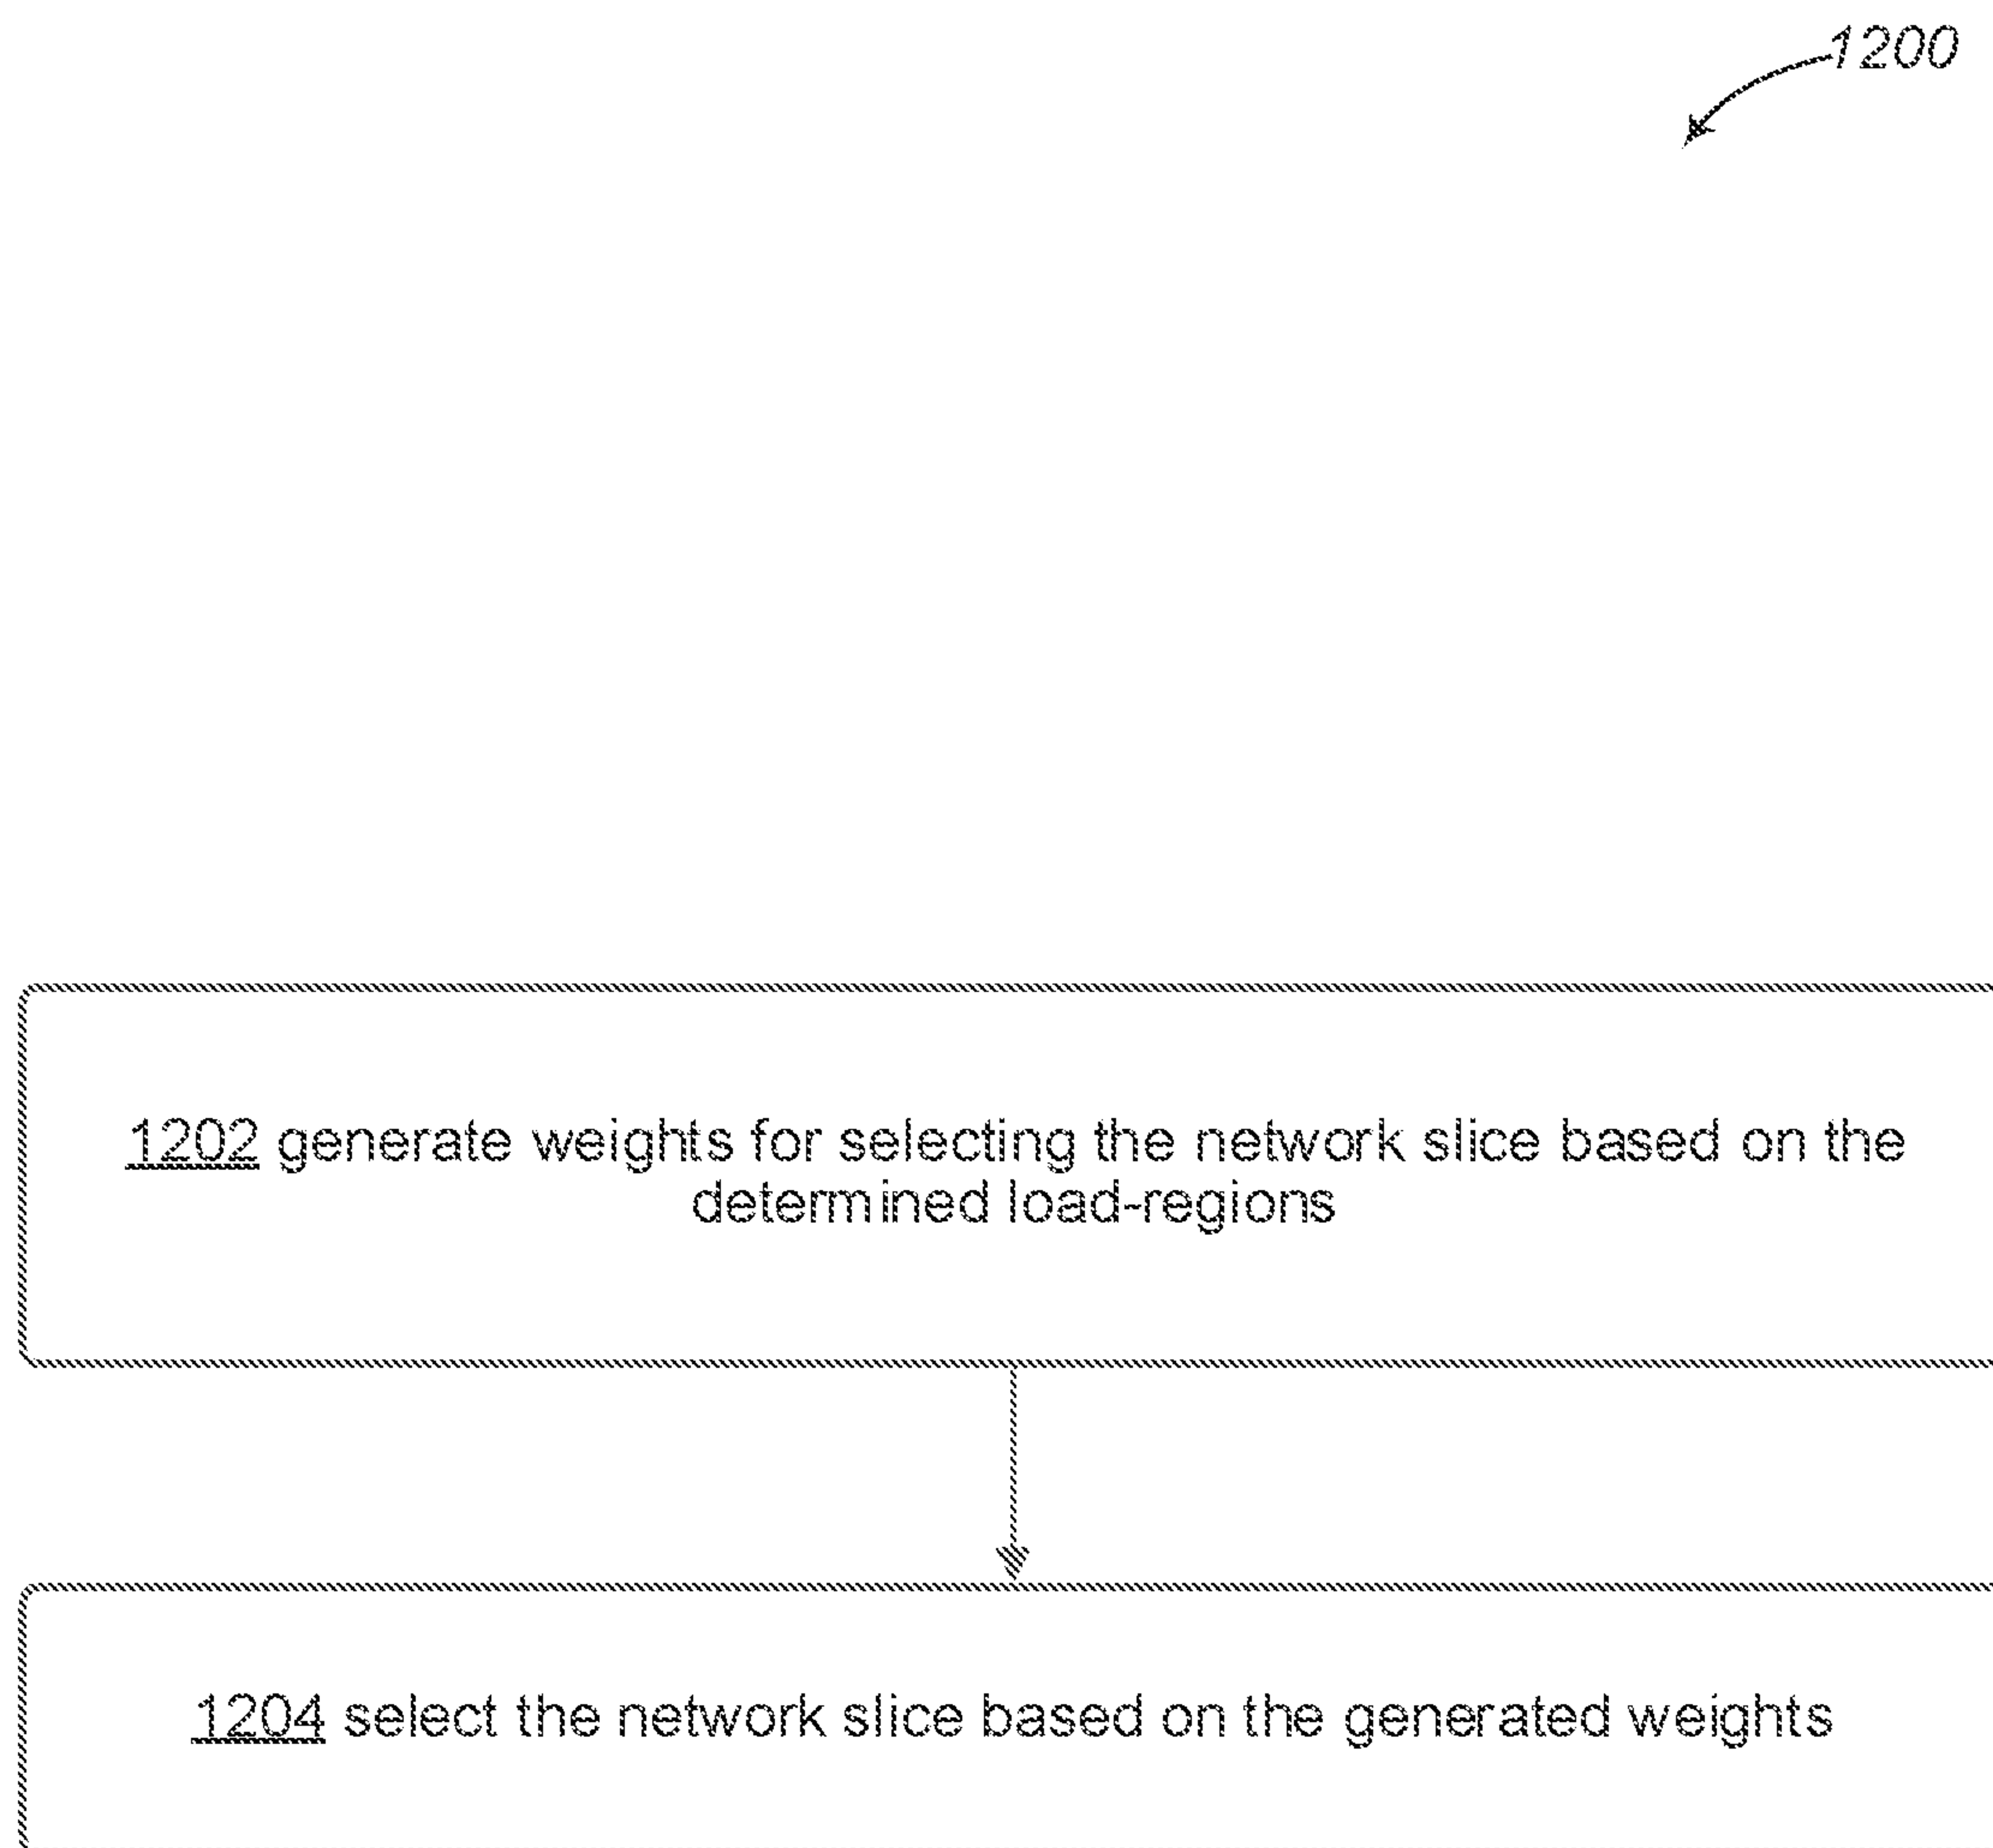 1200
1202 generate weights for selecting the network slice based on the
determined load-regions
1204 select the network slice based on the generated weights